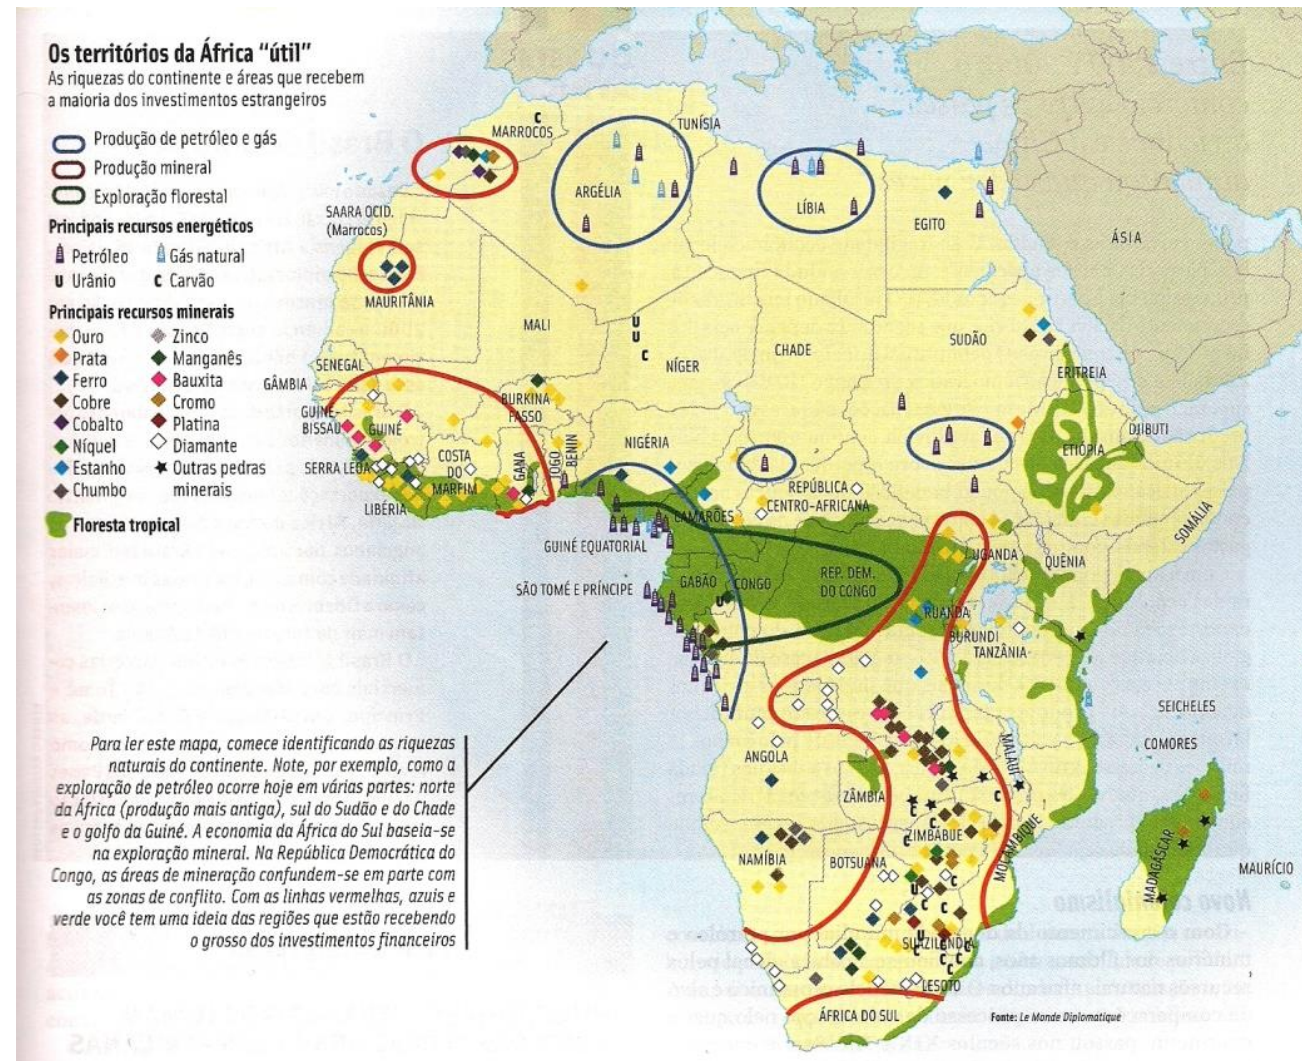 Os territórios da África “útil”
As riquezas do continente e áreas que recebem
a maioria dos investimentos estrangeiros
Produção de petróleo e gás
Produção mineral
Exploração florestal
Principais recursos energéticos
Petróleo
Gás natural
U Urânio
C Carvão
Principais recursos minerais
Ouro
Zinco
Prata
Manganês
Ferro
Bauxita
Cobre
Cromo
Cobalto
Platina
Níquel
Diamante
Estanho
Outras pedras
Chumbo
minerais
Floresta tropical
C
MARROCOS
TUNÍSIA
ARGÉLIA
LÍBIA
EGITO
ÁSIA
SAARA OCID.
(Marrocos)
MAURITÂNIA
MALI
U
U
C
NÍGER
CHADE
SUDÃO
ERITREIA
SENEGAL
GÂMBIA
GUINÉ-
BISSAU
GUINÉ
BURKINA
FASSO
NIGÉRIA
DJIBUTI
ETIÓPIA
SERRA LEOA
COSTA
DO
MARFIM
GANA
TOGO
BENIN
LIBÉRIA
REPÚBLICA
CENTRO-AFRICANA
CAMARÕES
SOMÁLIA
GUINÉ EQUATORIAL
UGANDA
QUÊNIA
SÃO TOMÉ E PRÍNCIPE
GABÃO
CONGO
REP. DEM.
DO CONGO
U
RUANDA
BURUNDI
TANZÂNIA
SEICHELES
COMORES
ANGOLA
MALAUÍ
ZÂMBIA
C
C
C
ZIMBÁBUE
C
MOÇAMBIQUE
MADAGÁSCAR
MAURÍCIO
NAMÍBIA
BOTSUANA
U
C
C
C
U
SUAZILÂNDIA
C
C
C
C
C
C
LESOTO
ÁFRICA DO SUL
Para ler este mapa, comece identificando as riquezas
naturais do continente. Note, por exemplo, como a
exploração de petróleo ocorre hoje em várias partes: norte
da África (produção mais antiga), sul do Sudão e do Chade
e o golfo da Guiné. A economia da África do Sul baseia-se
na exploração mineral. Na República Democrática do
Congo, as áreas de mineração confundem-se em parte com
as zonas de conflito. Com as linhas vermelhas, azuis e
verde você tem uma ideia das regiões que estão recebendo
o grosso dos investimentos financeiros
Fonte: Le Monde Diplomatique